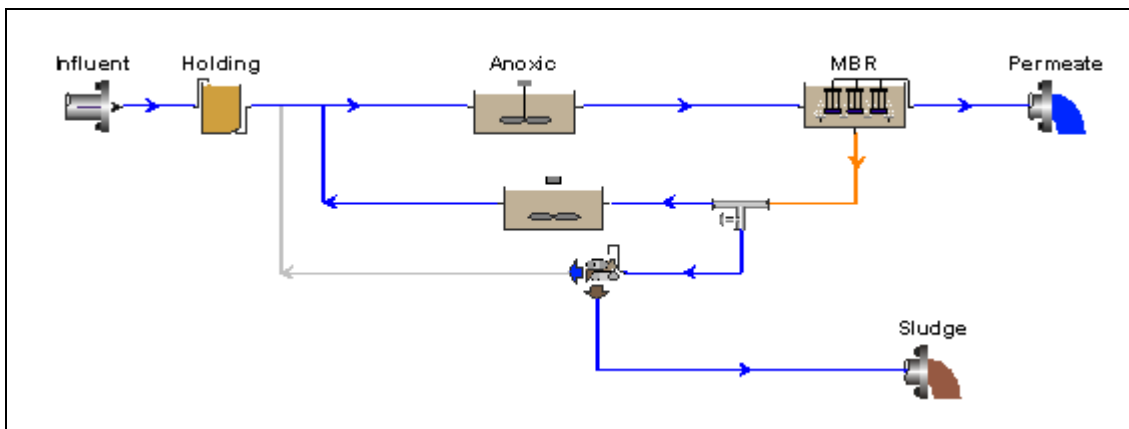 Influent
Holding
Anoxic
MBR
Permeate
Sludge